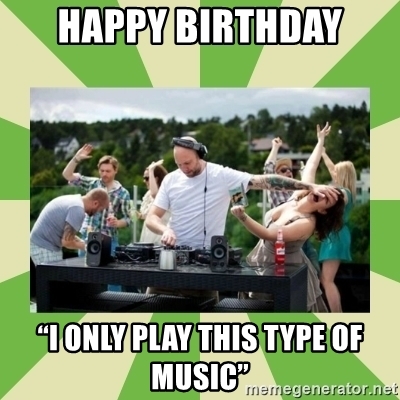 HAPPY BIRTHDAY
“I ONLY PLAY THIS TYPE OF
MUSIC”
memegenerator.net